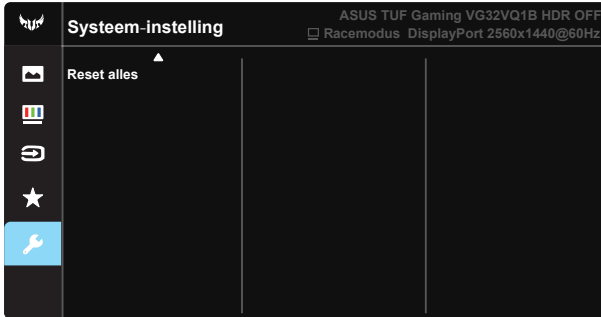 Systeem-instelling
ASUS TUF Gaming VG32VQ1B HDR OFF
Racemodus DisplayPort 2560x1440@60Hz
Reset alles